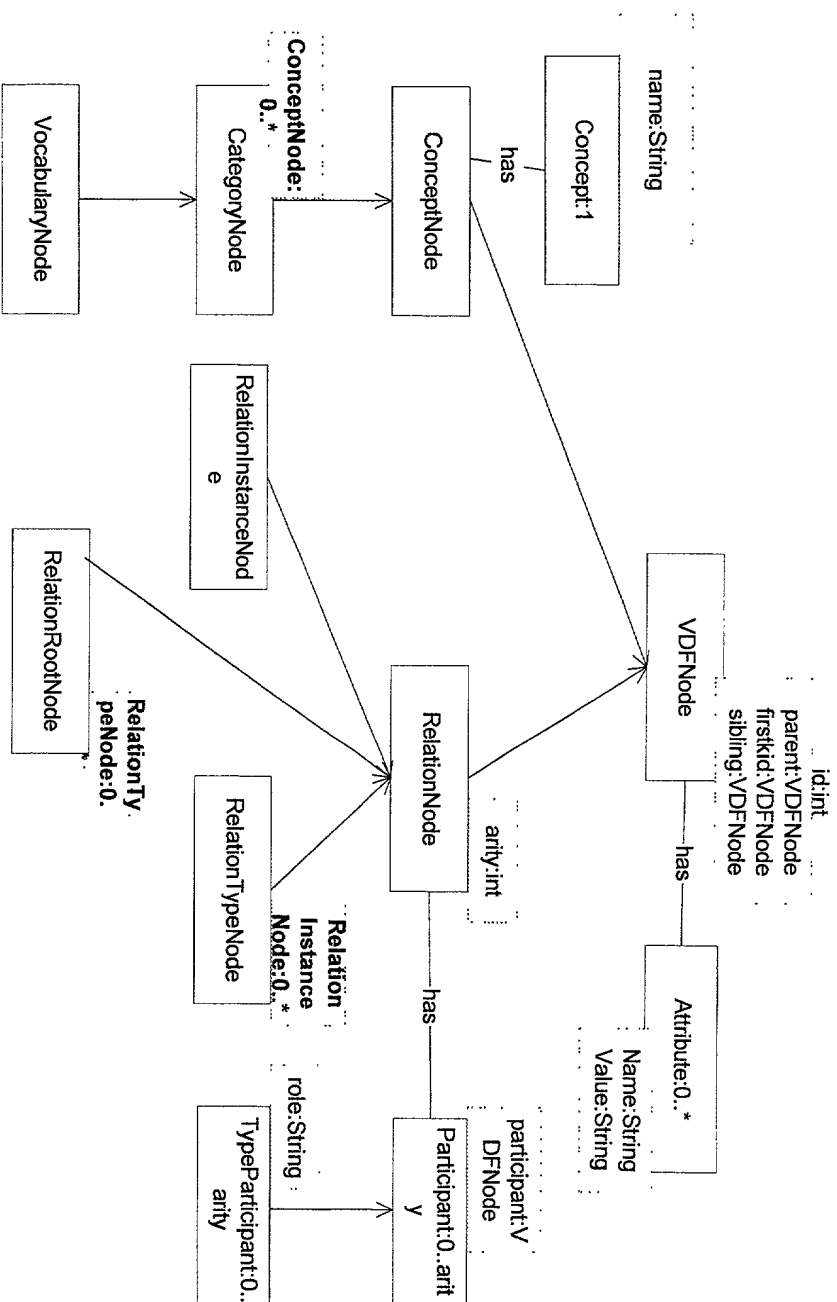 id:int
parent:VDFNode
firstkid:VDFNode
sibling:VDFNode
VDFNode
has
Attribute:0..*
Name:String
Value:String
name:String
Concept:1
has
ConceptNode
ConceptNode:
0..*
CategoryNode
VocabularyNode
arity:int
RelationNode
has
participant:V
DFNode
Participant:0..arit
y
role:String
TypeParticipant:0..
arity
RelationInstanceNod
e
RelationRootNode
RelationTy
peNode:0.
*
RelationTypeNode
Relation
Instance
Node:0..*